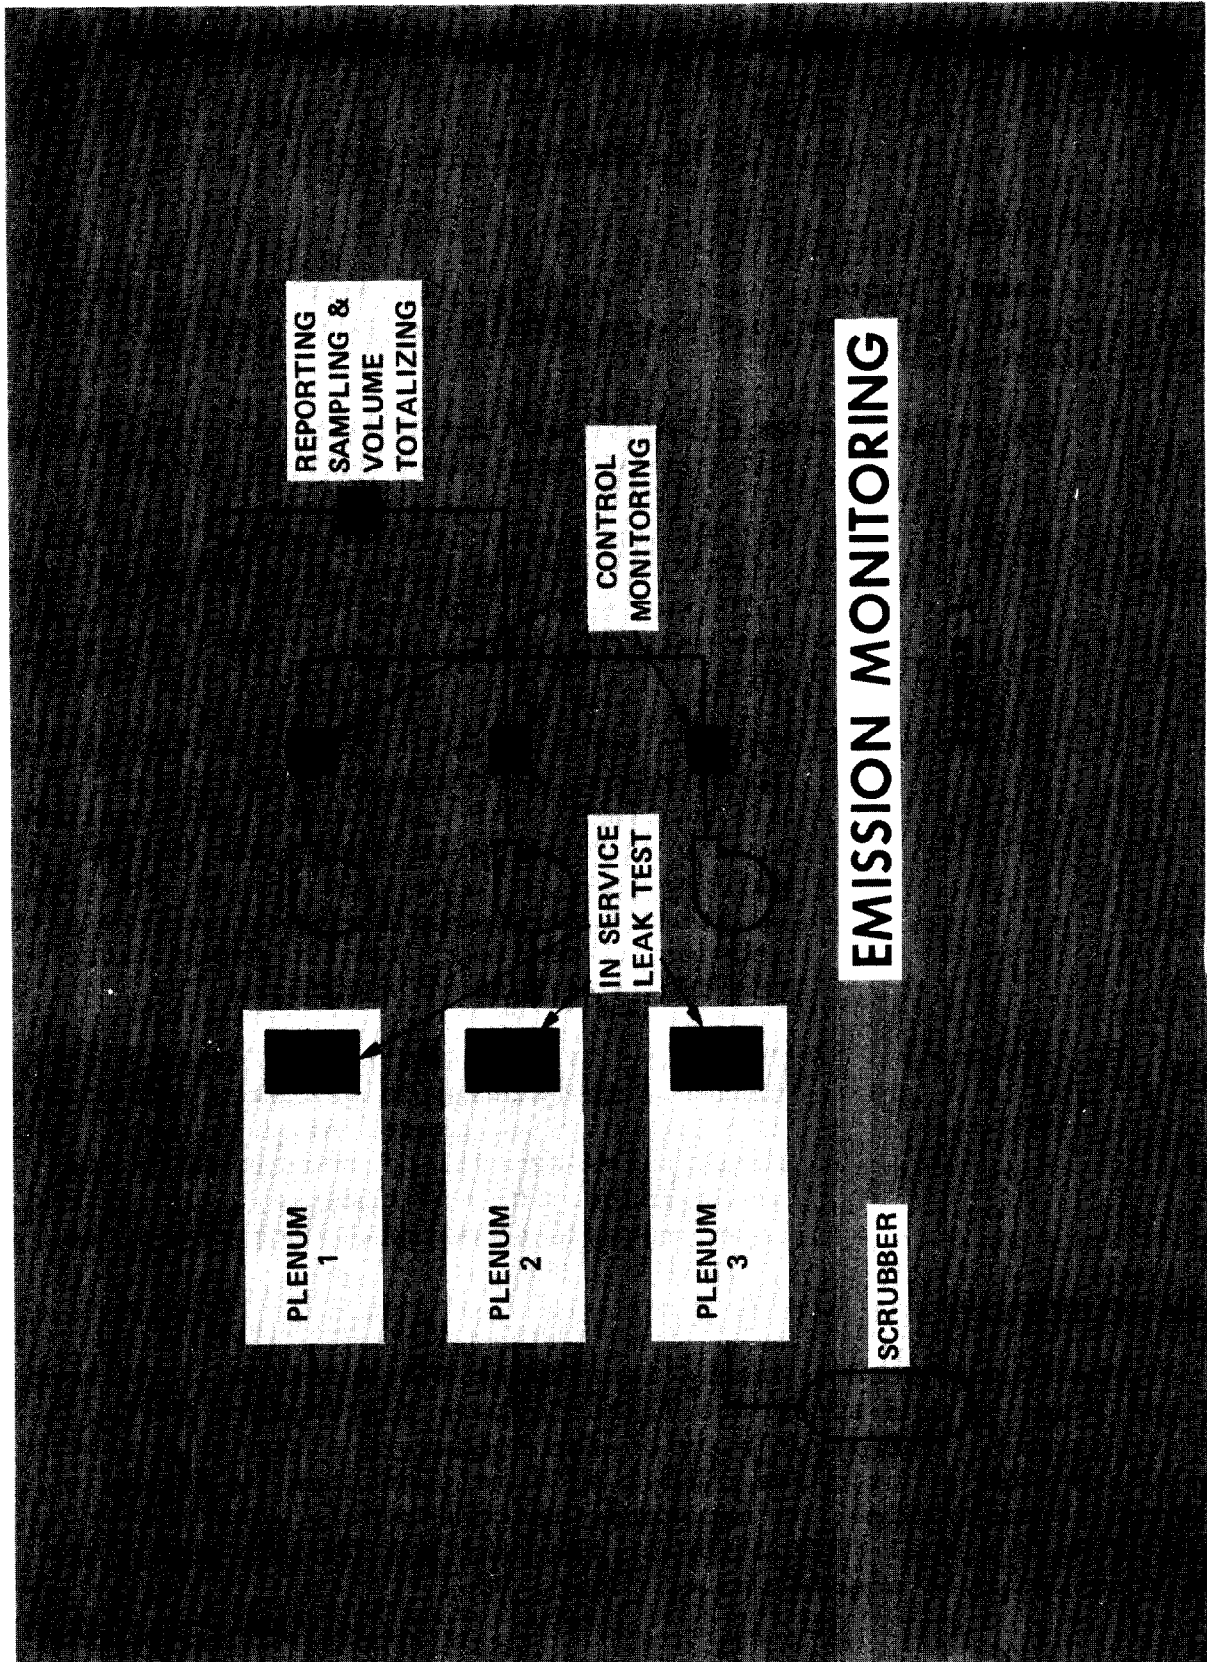 REPORTING
SAMPLING &
VOLUME
TOTALIZING
CONTROL
MONITORING
IN SERVICE
LEAK TEST
PLENUM
1
PLENUM
2
PLENUM
3
SCRUBBER
EMISSION MONITORING